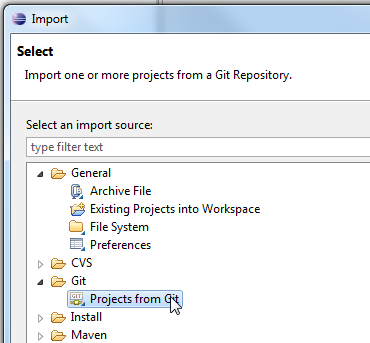 Import
Select
Import one or more projects from a Git Repository.
Select an import source:
type filter text
General
Archive File
Existing Projects into Workspace
File System
Preferences
CVS
Git
GIT Projects from Git
Install
Maven